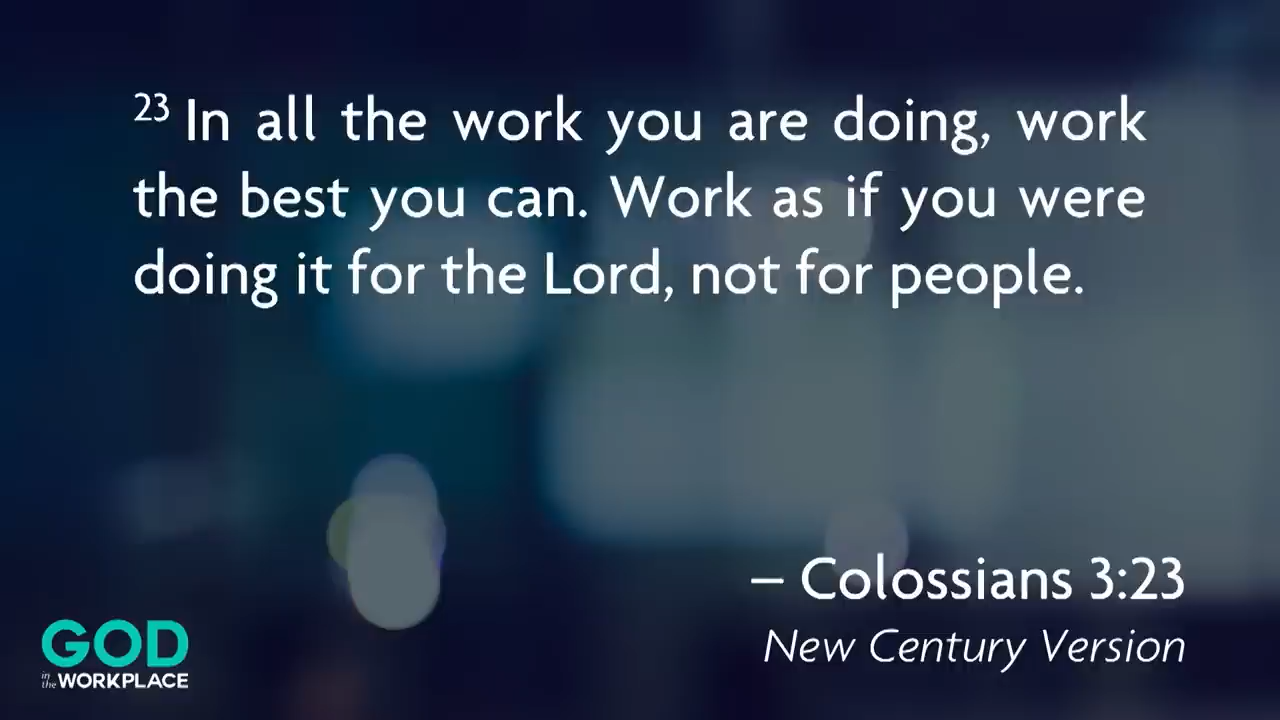 23 In all the work you are doing, work
the best you can. Work as if you were
doing it for the Lord, not for people.
– Colossians 3:23
New Century Version
GOD
in the WORKPLACE